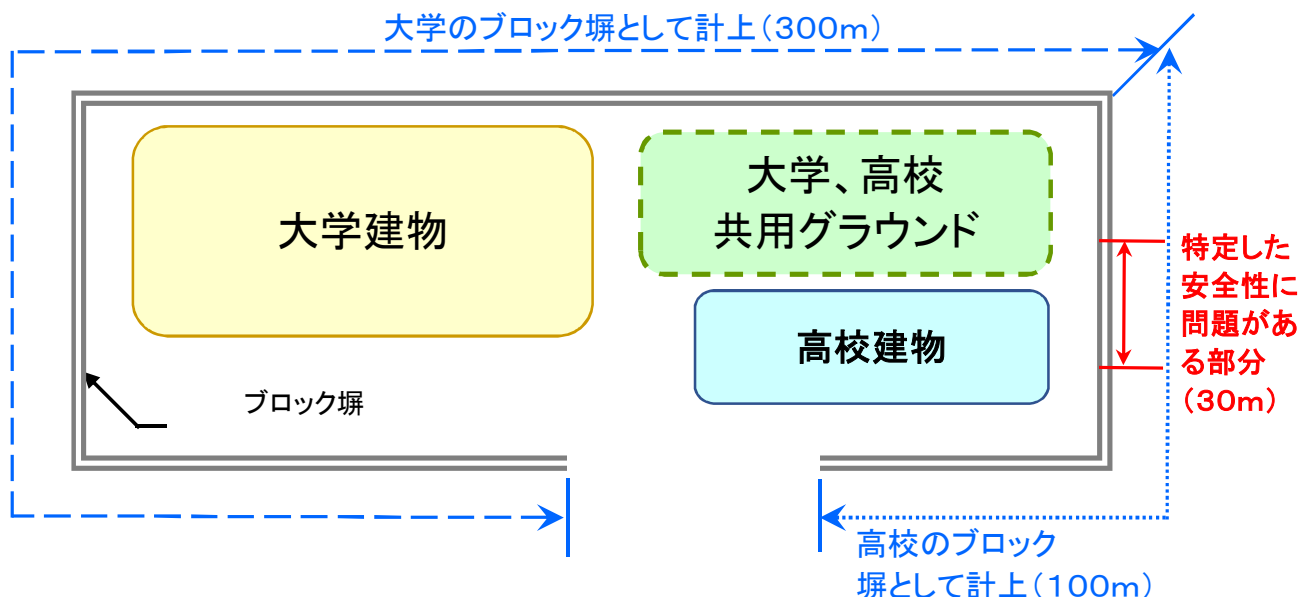 大学のブロック塀として計上（３００ｍ）
大学建物
大学、高校
共用グラウンド
高校建物
ブロック塀
特定した
安全性に
問題があ
る部分
（３０ｍ）
高校のブロック
塀として計上（１００ｍ）